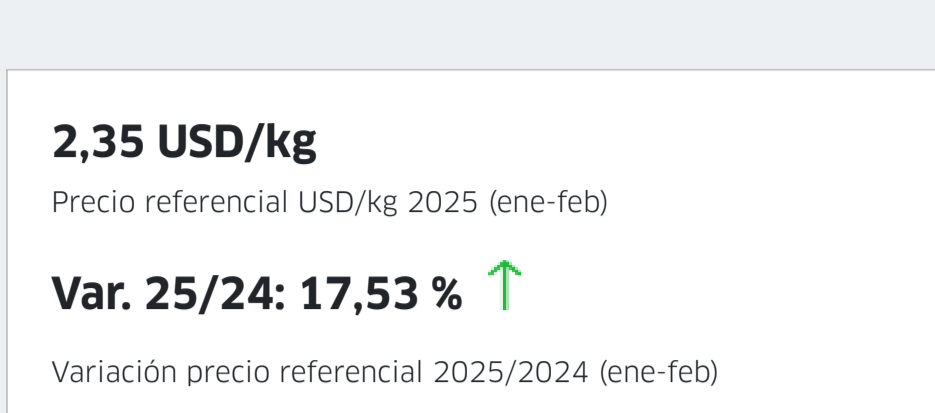 2,35 USD/kg
Precio referencial USD/kg 2025 (ene-feb)
Var. 25/24: 17,53 %
Variación precio referencial 2025/2024 (ene-feb)